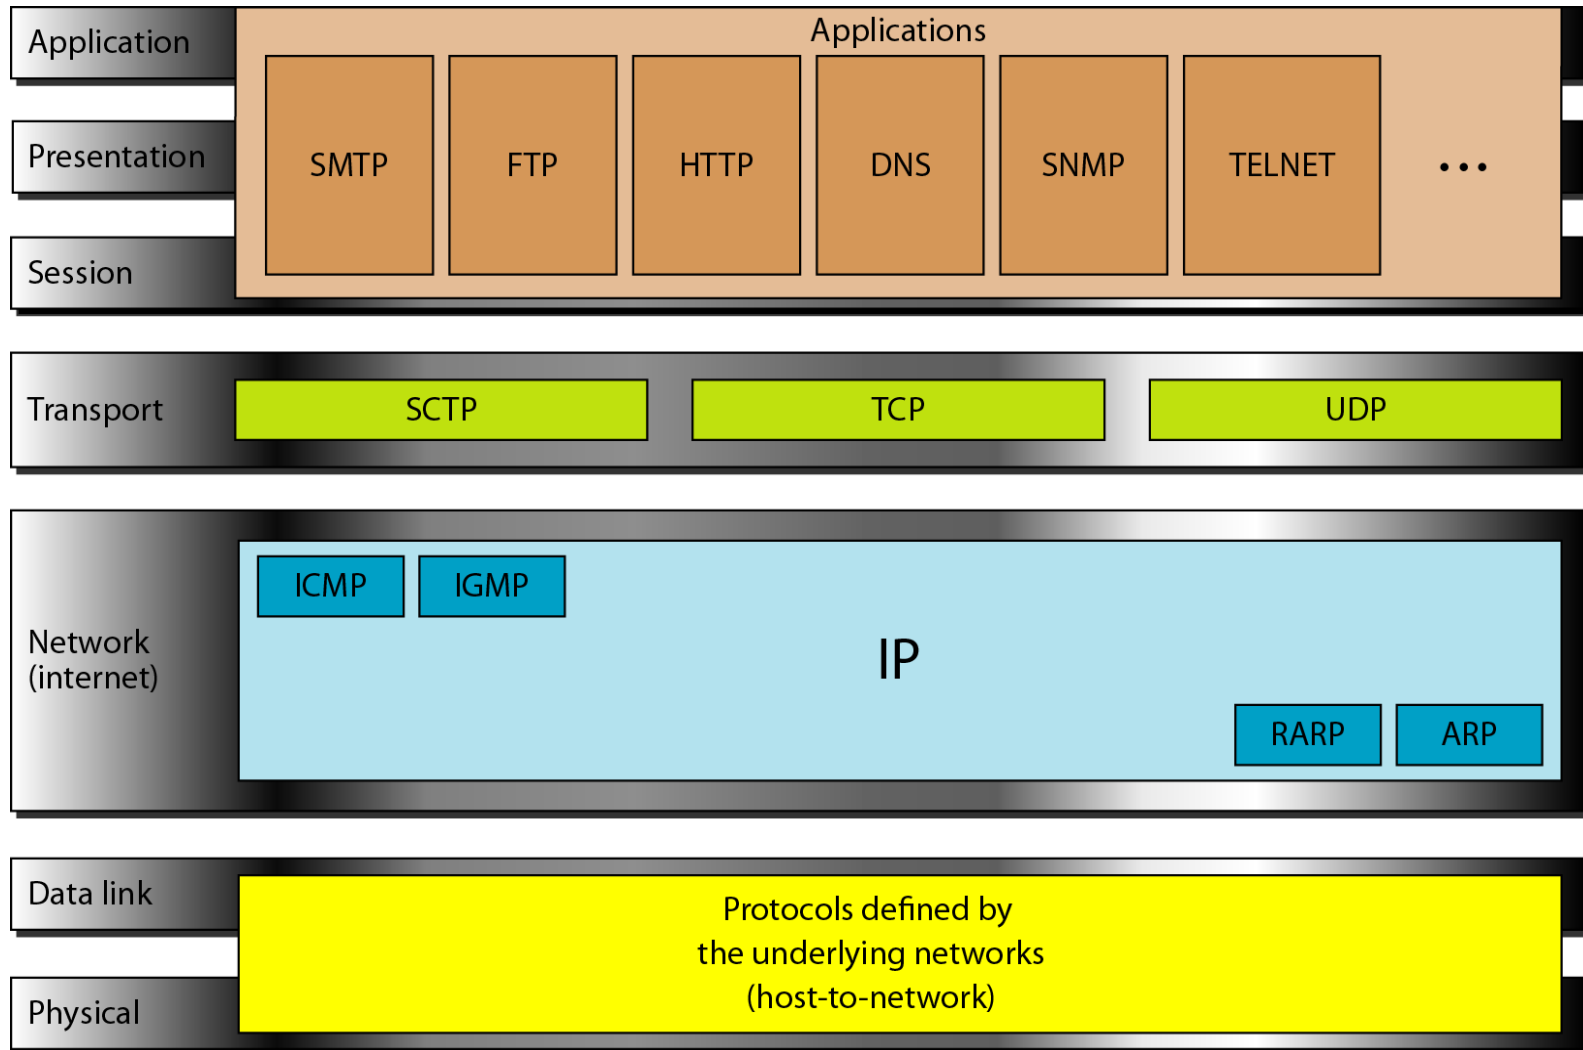 Application
Applications
Presentation
SMTP
FTP
HTTP
DNS
SNMP
TELNET
...
Session
Transport
SCTP
TCP
UDP
Network
(internet)
ICMP
IGMP
IP
RARP
ARP
Data link
Protocols defined by
the underlying networks
(host-to-network)
Physical